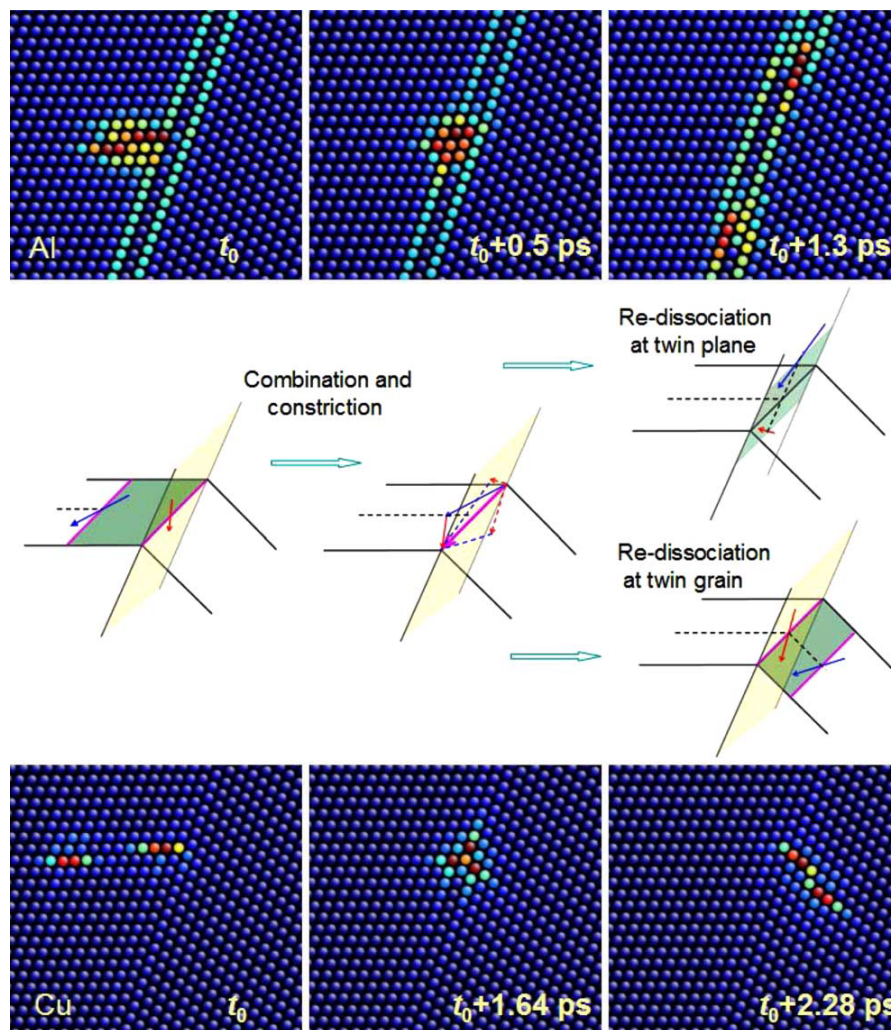 Al
t0
t0+0.5 ps
t0+1.3 ps
Re-dissociation
at twin plane
Combination and
constriction
Re-dissociation
at twin grain
Cu
t0
t0+1.64 ps
t0+2.28 ps